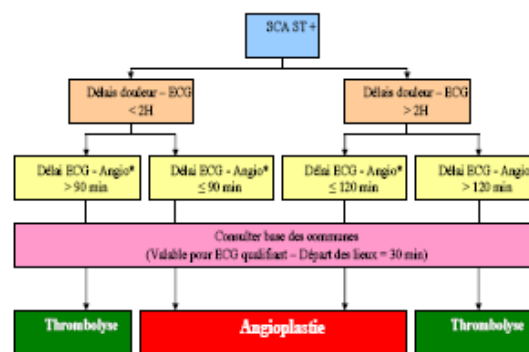 SCA ST +
Délais douleur – ECG
< 2H
Délais douleur – ECG
> 2H
Délai ECG - Angio*
> 90 min
Délai ECG - Angio*
≤ 90 min
Délai ECG - Angio*
≤ 120 min
Délai ECG - Angio*
> 120 min
Consulter base des communes
(Valable pour ECG qualifiant – Départ des lieux = 30 min)
Thrombolyse
Angioplastie
Thrombolyse